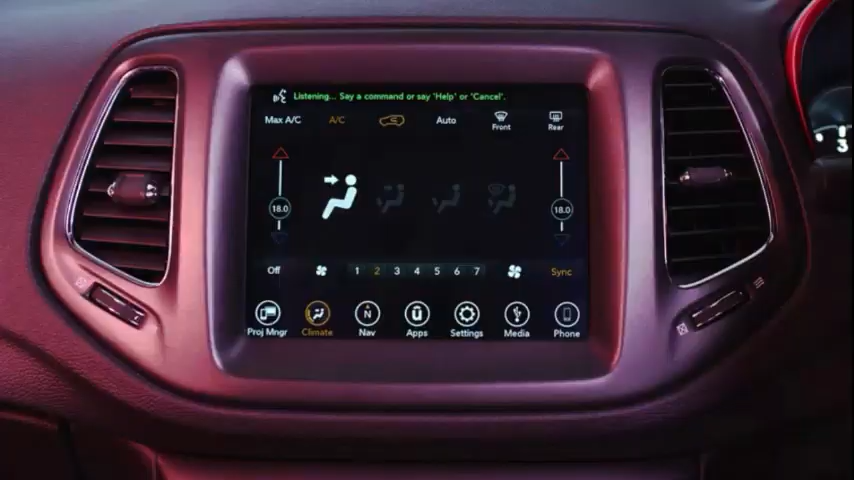 Listening... Say a command or say 'Help' or 'Cancel'.
Max A/C A/C Auto Front Rear
18.0 18.0
Off 1 2 3 4 5 6 7 Sync
N
Proj Mngr Climate Nav Apps Settings Media Phone
3